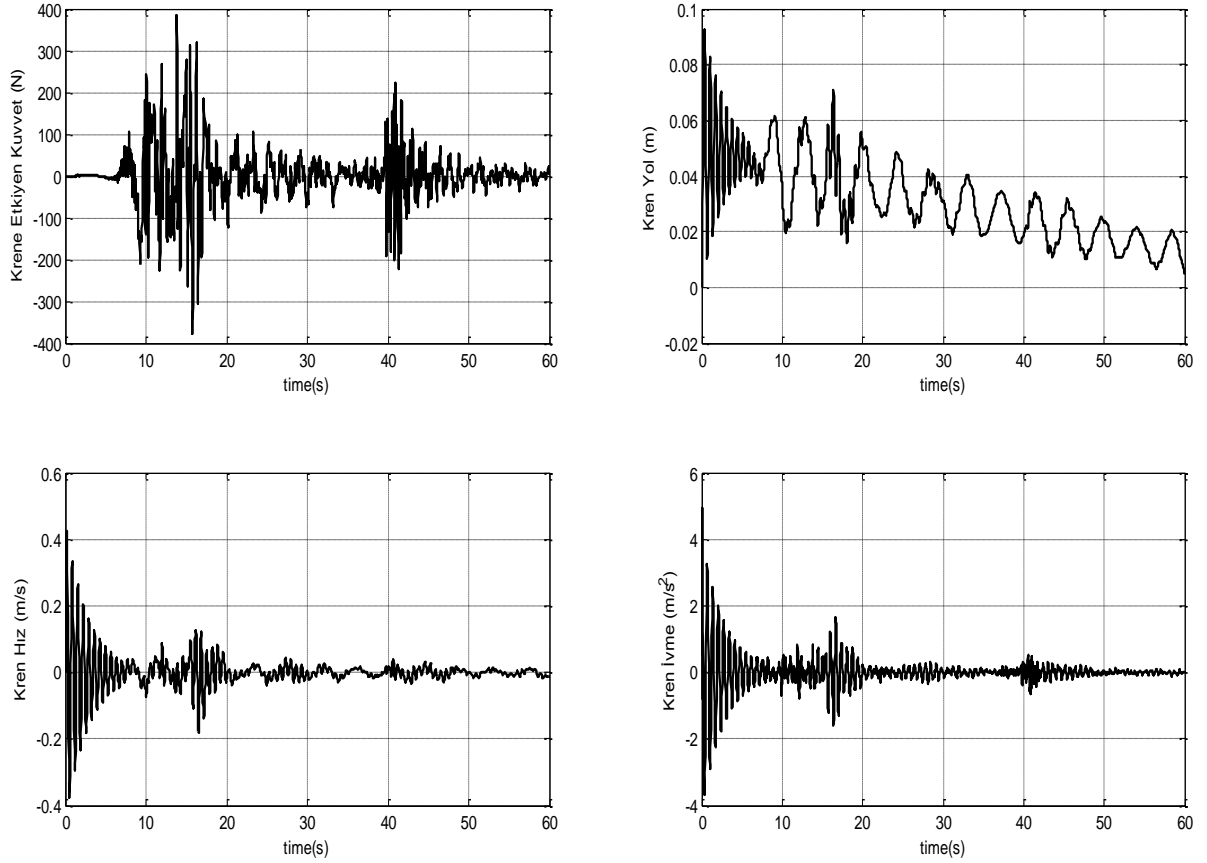 400
300
200
100
0
-100
-200
-300
-400
Krene Etkiyen Kuvvet (N)
0 10 20 30 40 50 60
time(s)
0.1
0.08
0.06
0.04
0.02
0
-0.02
Kren Yol (m)
0 10 20 30 40 50 60
time(s)
0.6
0.4
0.2
0
-0.2
-0.4
Kren Hız (m/s)
0 10 20 30 40 50 60
time(s)
6
4
2
0
-2
-4
Kren İvme (m/s²)
0 10 20 30 40 50 60
time(s)